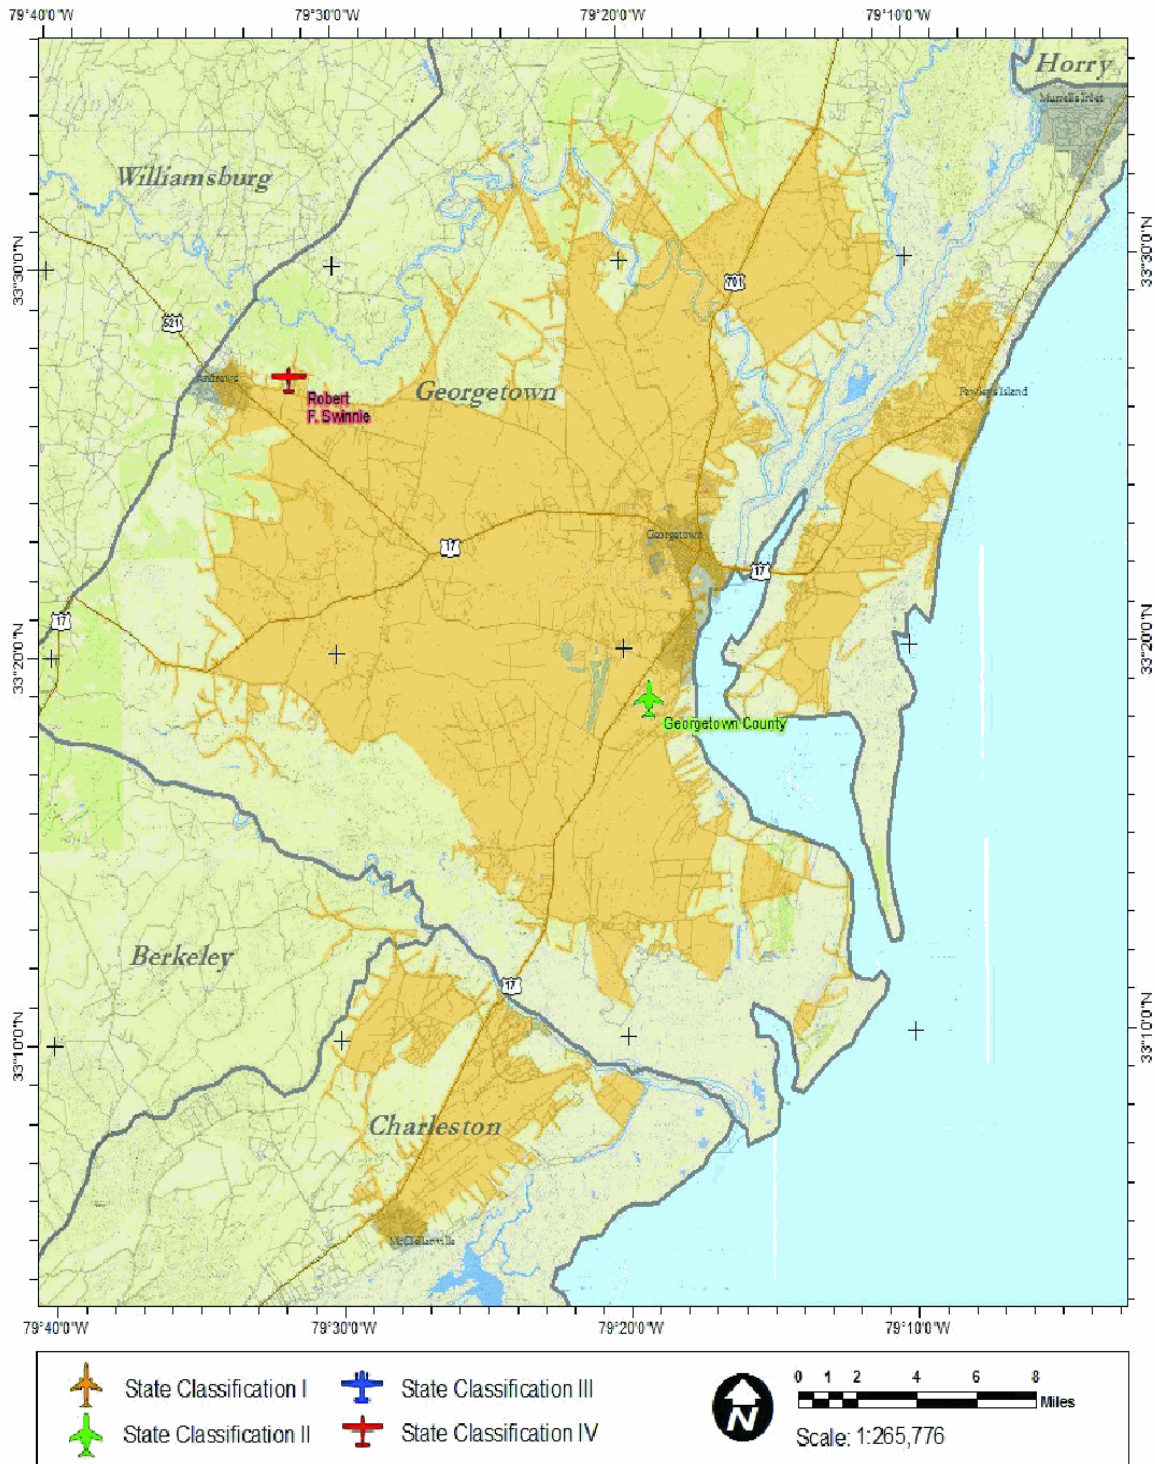 79°40'0"W 79°30'0"W 79°20'0"W 79°10'0"W
Horry
Murrells Inlet
Williamsburg
33°30'0"N 33°30'0"N
701
521
Andrews
Robert
F. Swinnie
Georgetown
Pawleys Island
Georgetown
17
17
17
33°20'0"N 33°20'0"N
Georgetown County
Berkeley
17
33°10'0"N 33°10'0"N
Charleston
McClellanville
79°40'0"W 79°30'0"W 79°20'0"W 79°10'0"W
State Classification I State Classification III
State Classification II State Classification IV
N
0 1 2 4 6 8
Miles
Scale: 1:265,776